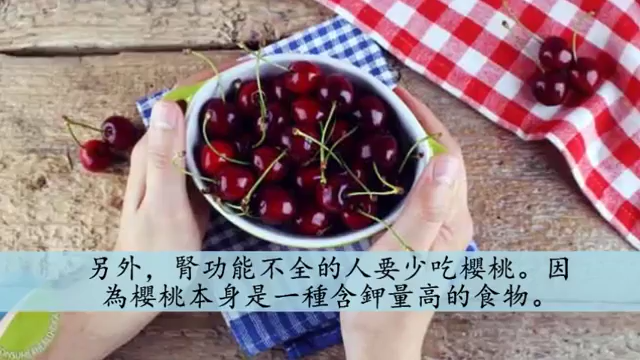 另外，腎功能不全的人要少吃櫻桃。因
為櫻桃本身是一種含鉀量高的食物。